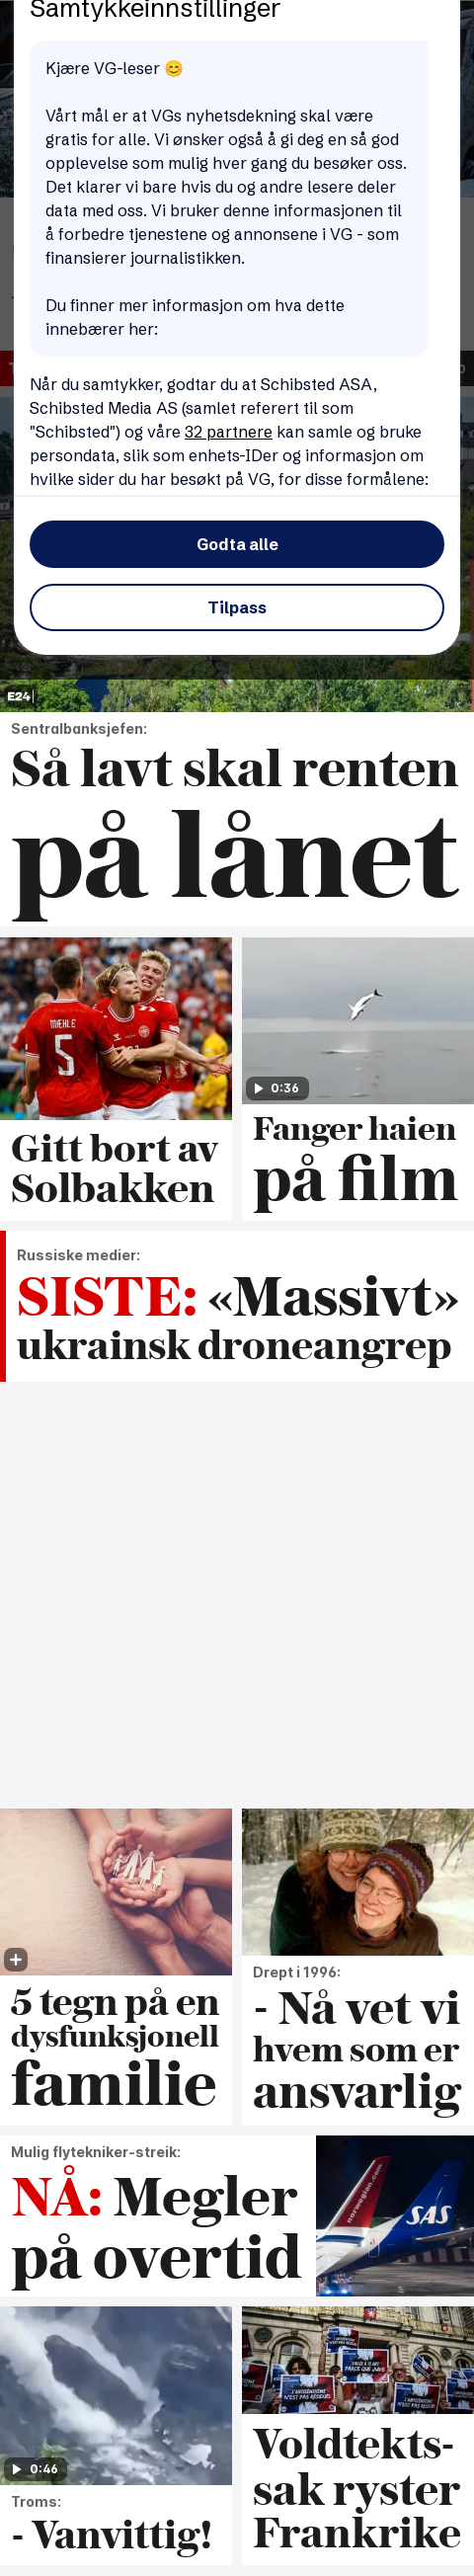 Samtykkeinnstillinger
Kjære VG-leser 😊
Vårt mål er at VGs nyhetsdekning skal være
gratis for alle. Vi ønsker også å gi deg en så god
opplevelse som mulig hver gang du besøker oss.
Det klarer vi bare hvis du og andre lesere deler
data med oss. Vi bruker denne informasjonen til
å forbedre tjenestene og annonsene i VG - som
finansierer journalistikken.
Du finner mer informasjon om hva dette
innebærer her:
Når du samtykker, godtar du at Schibsted ASA,
Schibsted Media AS (samlet referert til som
"Schibsted") og våre 32 partnere kan samle og bruke
persondata, slik som enhets-IDer og informasjon om
hvilke sider du har besøkt på VG, for disse formålene:
Godta alle
Tilpass
E24
Sentralbanksjefen:
Så lavt skal renten
på lånet
MÆHLE
5
0:36
Gitt bort av
Solbakken
Fanger haien
på film
Russiske medier:
SISTE: «Massivt»
ukrainsk droneangrep
5 tegn på en
dysfunksjonell
familie
Drept i 1996:
- Nå vet vi
hvem som er
ansvarlig
Mulig flytekniker-streik:
NÅ: Megler
på overtid
norwegian.com
SAS
0:46
Troms:
- Vanvittig!
L'ANTISÉMITISME
N'EST PAS RÉSIDUEL
Voldtekts-
sak ryster
Frankrike